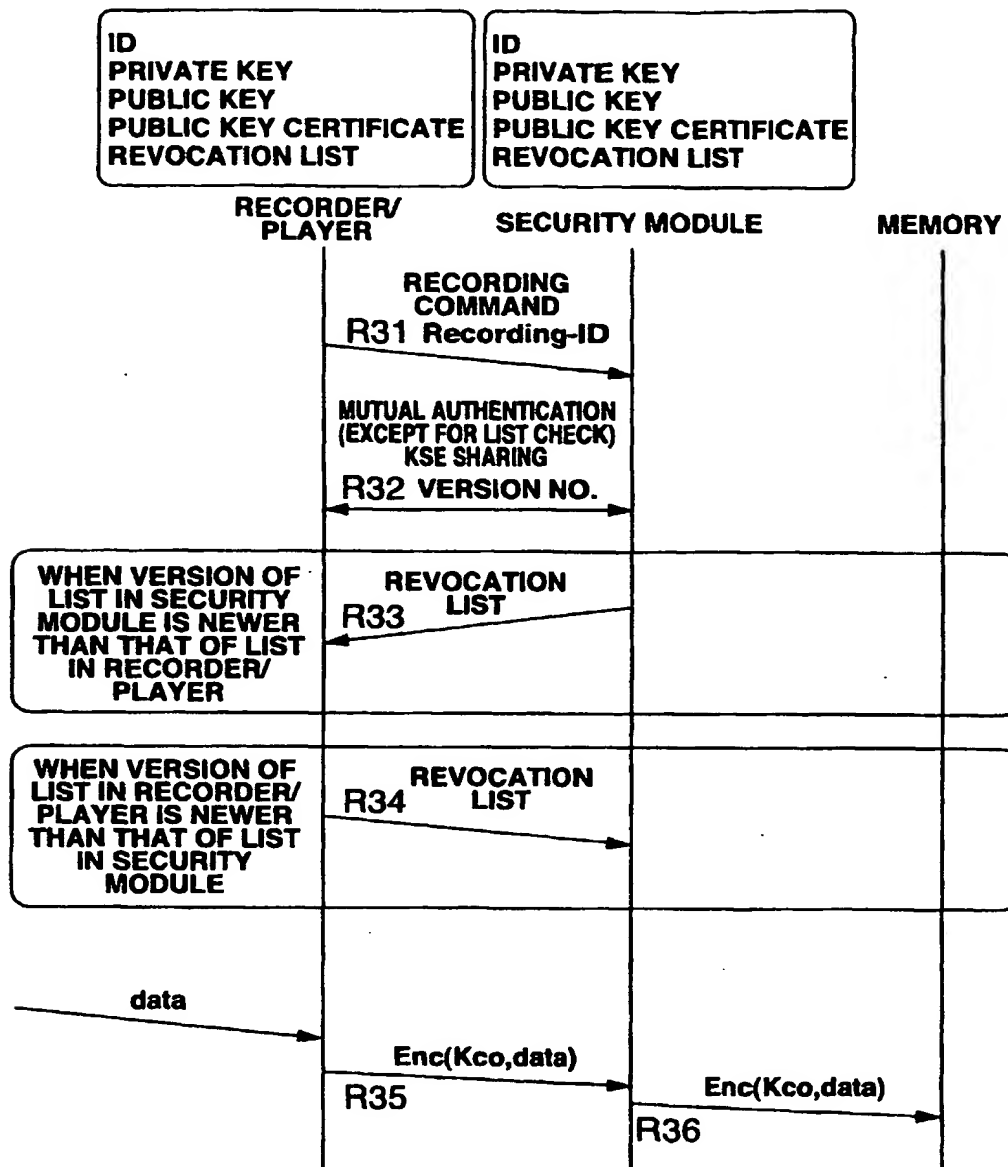 ID
PRIVATE KEY
PUBLIC KEY
PUBLIC KEY CERTIFICATE
REVOCATION LIST
ID
PRIVATE KEY
PUBLIC KEY
PUBLIC KEY CERTIFICATE
REVOCATION LIST
RECORDER/
PLAYER
SECURITY MODULE
MEMORY
RECORDING
COMMAND
R31 Recording-ID
MUTUAL AUTHENTICATION
(EXCEPT FOR LIST CHECK)
KSE SHARING
R32 VERSION NO.
WHEN VERSION OF
LIST IN SECURITY
MODULE IS NEWER
THAN THAT OF LIST
IN RECORDER/
PLAYER
REVOCATION
LIST
R33
WHEN VERSION OF
LIST IN RECORDER/
PLAYER IS NEWER
THAN THAT OF LIST
IN SECURITY
MODULE
REVOCATION
LIST
R34
data
Enc(Kco,data)
R35
Enc(Kco,data)
R36